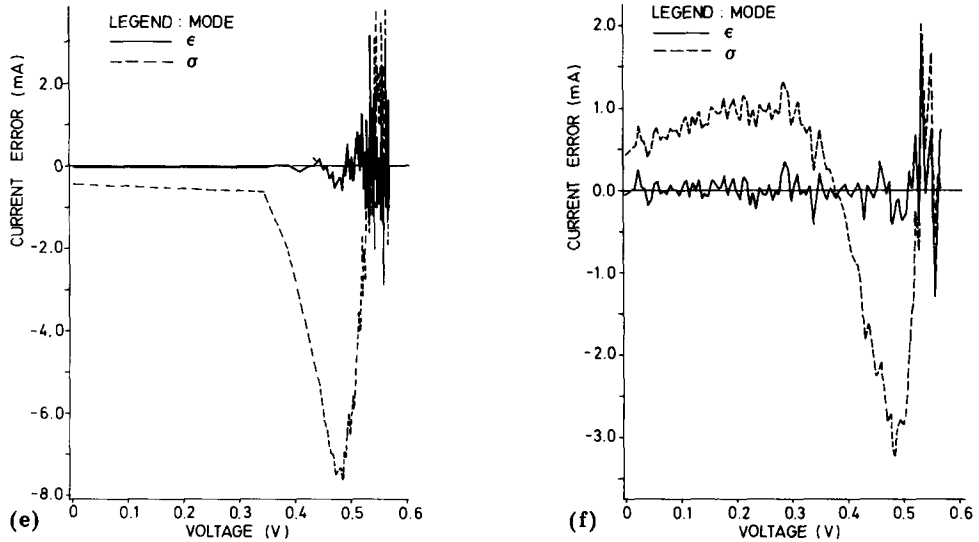 LEGEND : MODE
ϵ
σ
CURRENT ERROR (mA)
2.0
0
-2.0
-4.0
-6.0
-8.0
0
0.1
0.2
0.3
0.4
0.5
0.6
VOLTAGE (V)
(e)
LEGEND : MODE
ϵ
σ
CURRENT ERROR (mA)
2.0
1.0
0.0
-1.0
-2.0
-3.0
0
0.1
0.2
0.3
0.4
0.5
0.6
VOLTAGE (V)
(f)